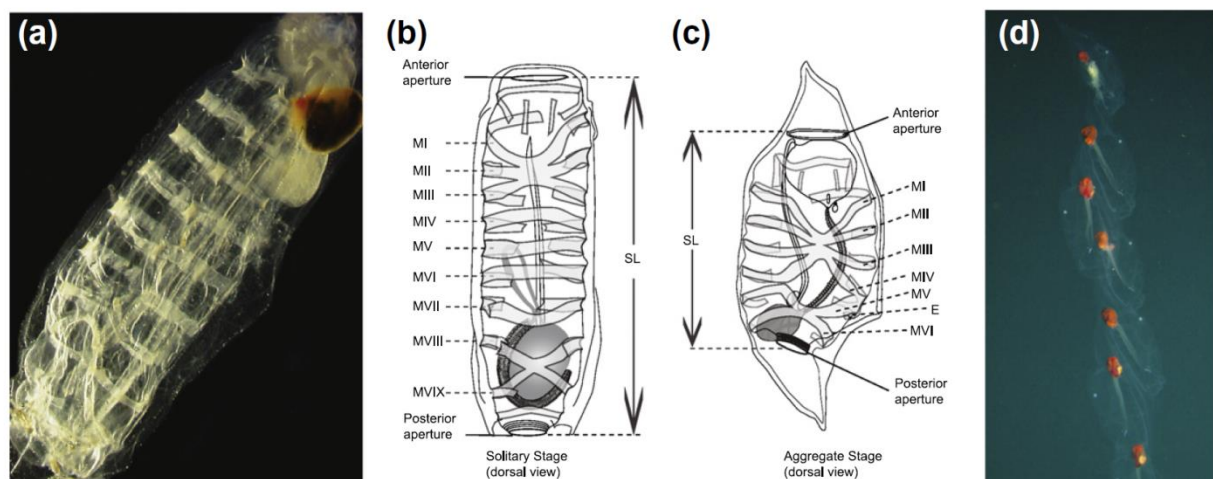 (a)
(b)
Anterior
aperture
MI
MII
MIII
MIV
MV
MVI
MVII
MVIII
MVIX
Posterior
aperture
SL
Solitary Stage
(dorsal view)
(c)
Anterior
aperture
SL
MI
MII
MIII
MIV
MV
E
MVI
Posterior
aperture
Aggregate Stage
(dorsal view)
(d)